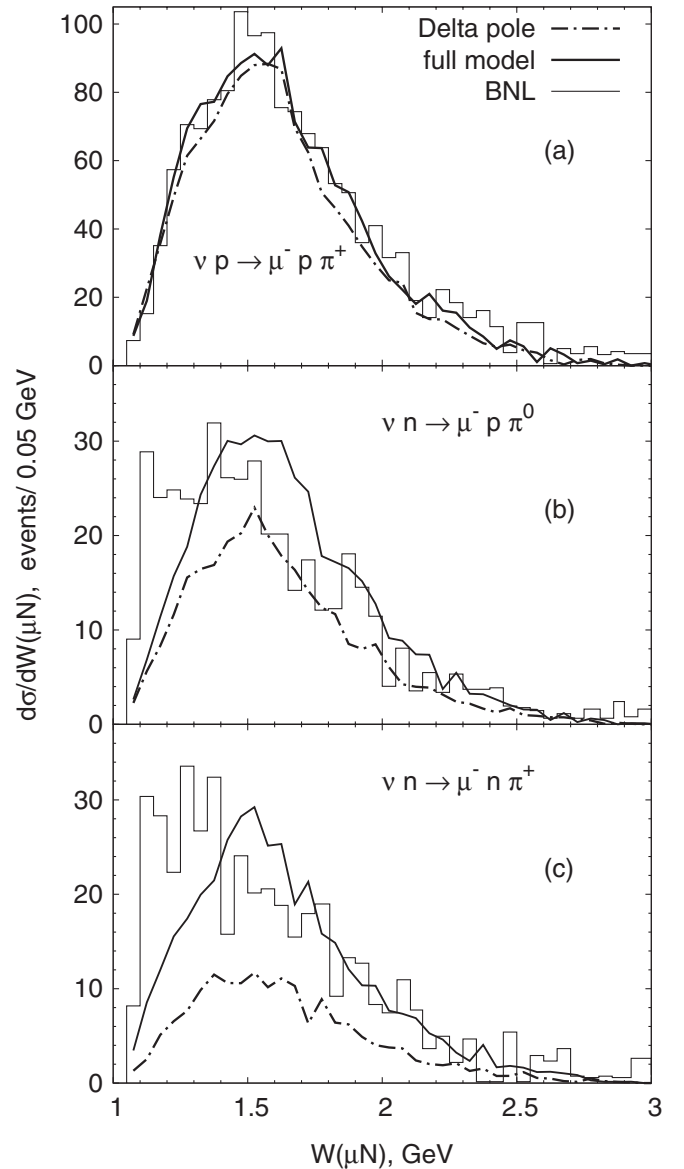 100
80
60
40
20
0
Delta pole
full model
BNL
(a)
ν p → μ⁻ p π⁺
30
20
10
0
ν n → μ⁻ p π⁰
(b)
30
20
10
0
ν n → μ⁻ n π⁺
(c)
dσ/dW(μN), events/ 0.05 GeV
1 1.5 2 2.5 3
W(μN), GeV